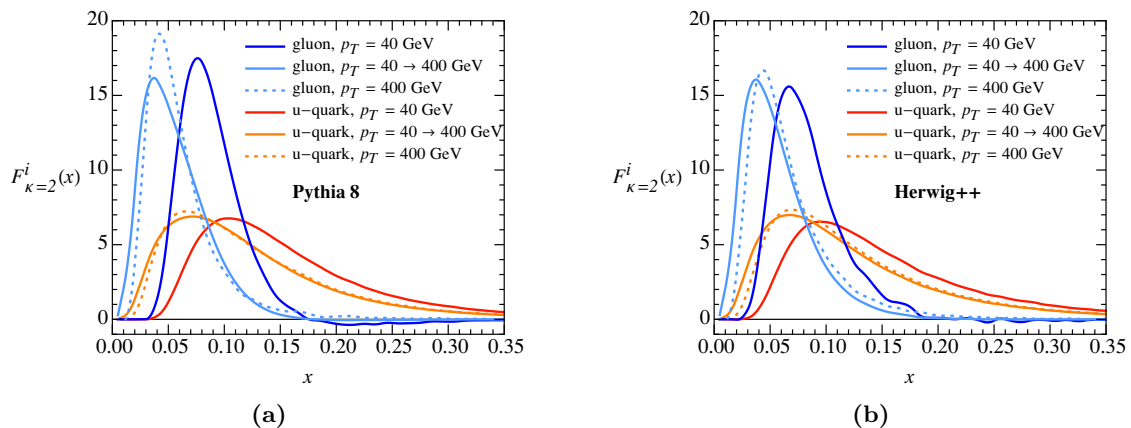 20
15
10
5
0
F^i_{κ=2}(x)
gluon, p_T = 40 GeV
gluon, p_T = 40 → 400 GeV
gluon, p_T = 400 GeV
u−quark, p_T = 40 GeV
u−quark, p_T = 40 → 400 GeV
u−quark, p_T = 400 GeV
Pythia 8
0.00 0.05 0.10 0.15 0.20 0.25 0.30 0.35
x
(a)
20
15
10
5
0
F^i_{κ=2}(x)
gluon, p_T = 40 GeV
gluon, p_T = 40 → 400 GeV
gluon, p_T = 400 GeV
u−quark, p_T = 40 GeV
u−quark, p_T = 40 → 400 GeV
u−quark, p_T = 400 GeV
Herwig++
0.00 0.05 0.10 0.15 0.20 0.25 0.30 0.35
x
(b)